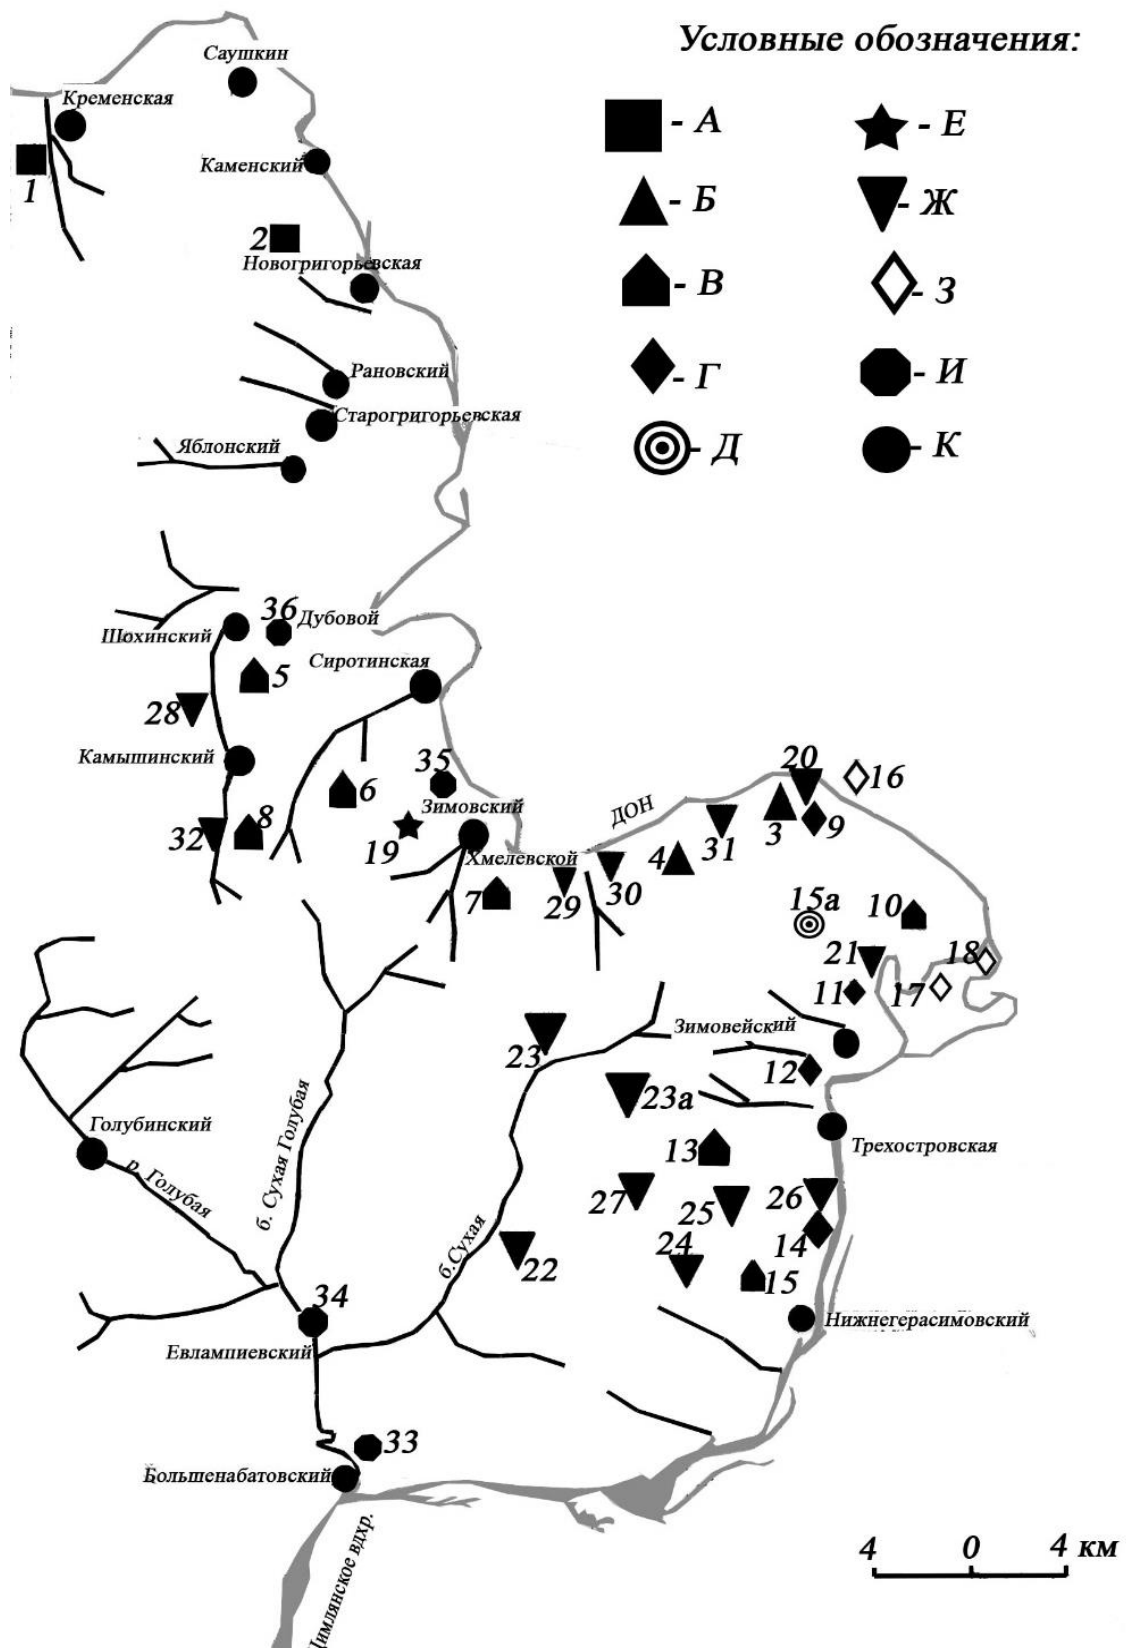 Условные обозначения:
- А
- Е
- Б
- Ж
- В
- З
- Г
- И
- Д
- К
Саушкин
Кременская
1
Каменский
2
Новогригорьевская
Рановский
Старогригорьевская
Яблонский
36
Дубовой
Шохинский
Сиротинская
5
28
Камышинский
35
6
Зимовский
20
16
ДОН
32
8
19
3
9
Хмелевской
4
31
7
29
30
15а
10
21
18
11
17
23
Зимовейский
12
23а
Голубинский
Трехостровская
13
р. Голубая
б. Сухая Голубая
27
25
26
б.Сухая
22
24
14
15
34
Нижнегерасимовский
Евлампиевский
33
Большенабатовский
Цимлянское вдхр.
4 0 4 км